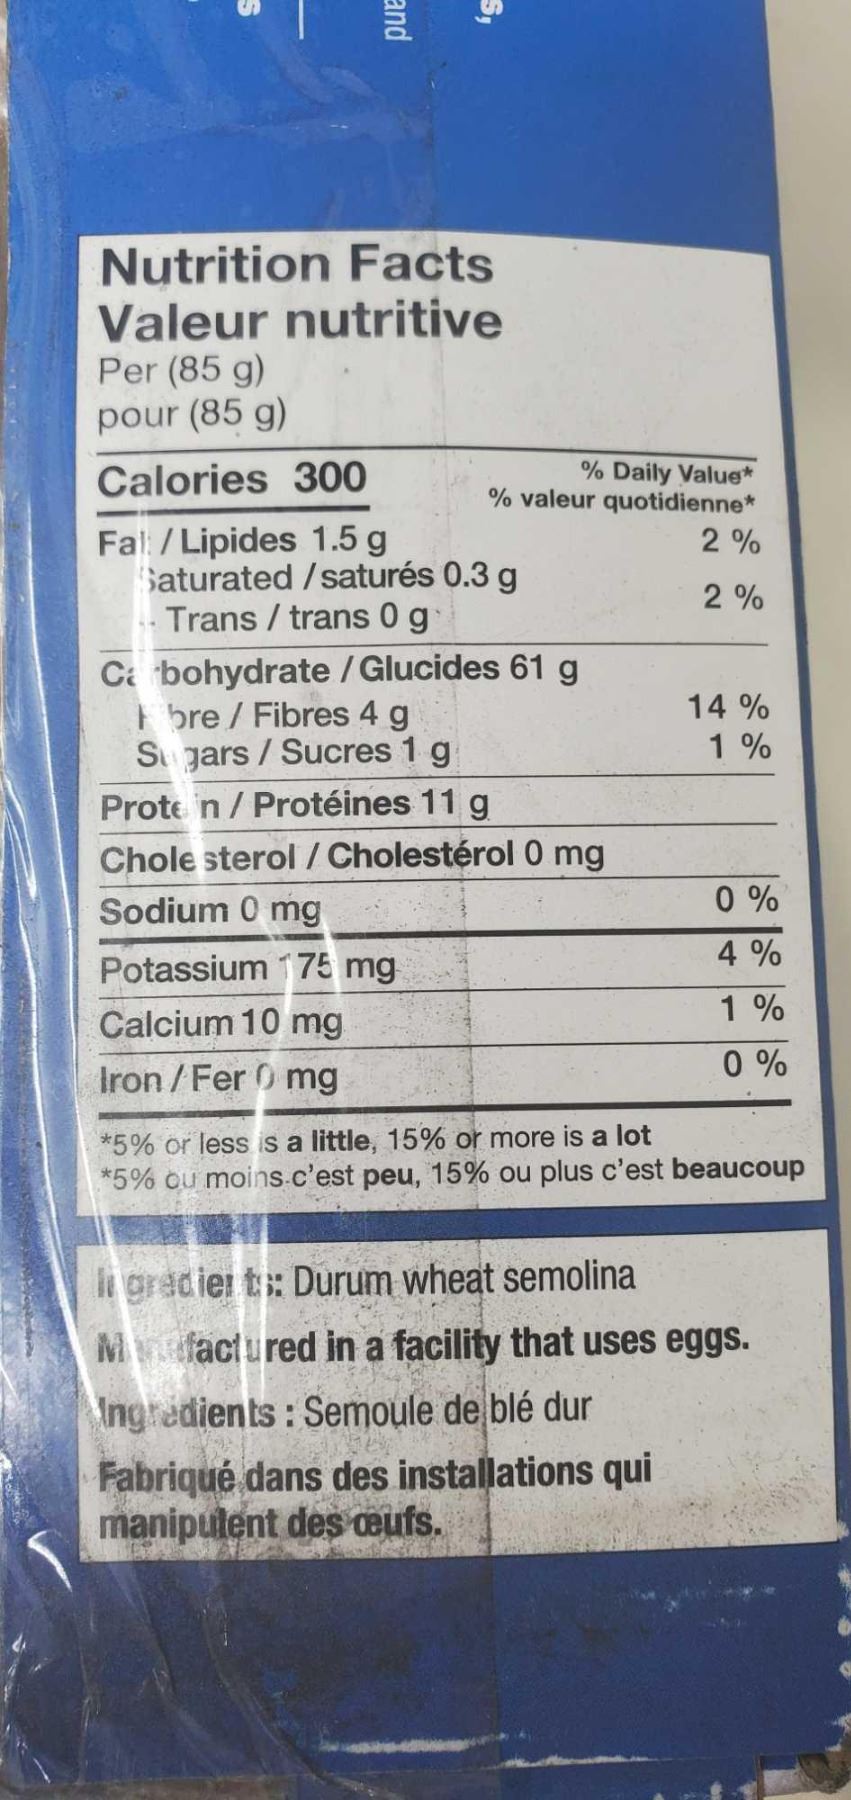 s
and
s,
Nutrition Facts
Valeur nutritive
Per (85 g)
pour (85 g)
Calories 300
% Daily Value*
% valeur quotidienne*
Fat / Lipides 1.5 g 2 %
Saturated / saturés 0.3 g
Trans / trans 0 g 2 %
Carbohydrate / Glucides 61 g
Fibre / Fibres 4 g 14 %
Sugars / Sucres 1 g 1 %
Protein / Protéines 11 g
Cholesterol / Cholestérol 0 mg
Sodium 0 mg 0 %
Potassium 175 mg 4 %
Calcium 10 mg 1 %
Iron / Fer 0 mg 0 %
*5% or less is a little, 15% or more is a lot
*5% ou moins c'est peu, 15% ou plus c'est beaucoup
Ingredients: Durum wheat semolina
Manufactured in a facility that uses eggs.
Ingrédients : Semoule de blé dur
Fabriqué dans des installations qui
manipulent des œufs.